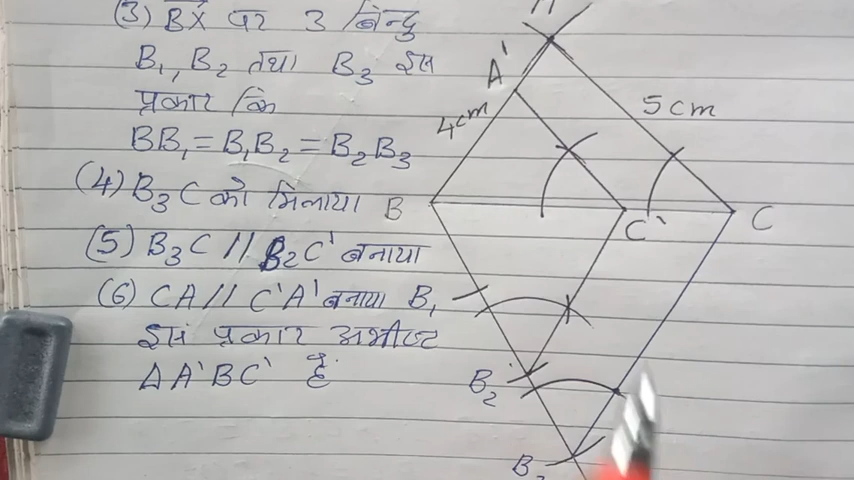 (3) BX पर 3 बिन्दु
B₁, B₂ तथा B₃ इस
प्रकार कि
BB₁ = B₁B₂ = B₂B₃
(4) B₃C को मिलाया
(5) B₃C // B₂C' बनाया
(6) CA // C'A' बनाया
इस प्रकार अभीष्ट
ΔA'BC' है
A'
4cm
5cm
B
C'
C
B₁
B₂